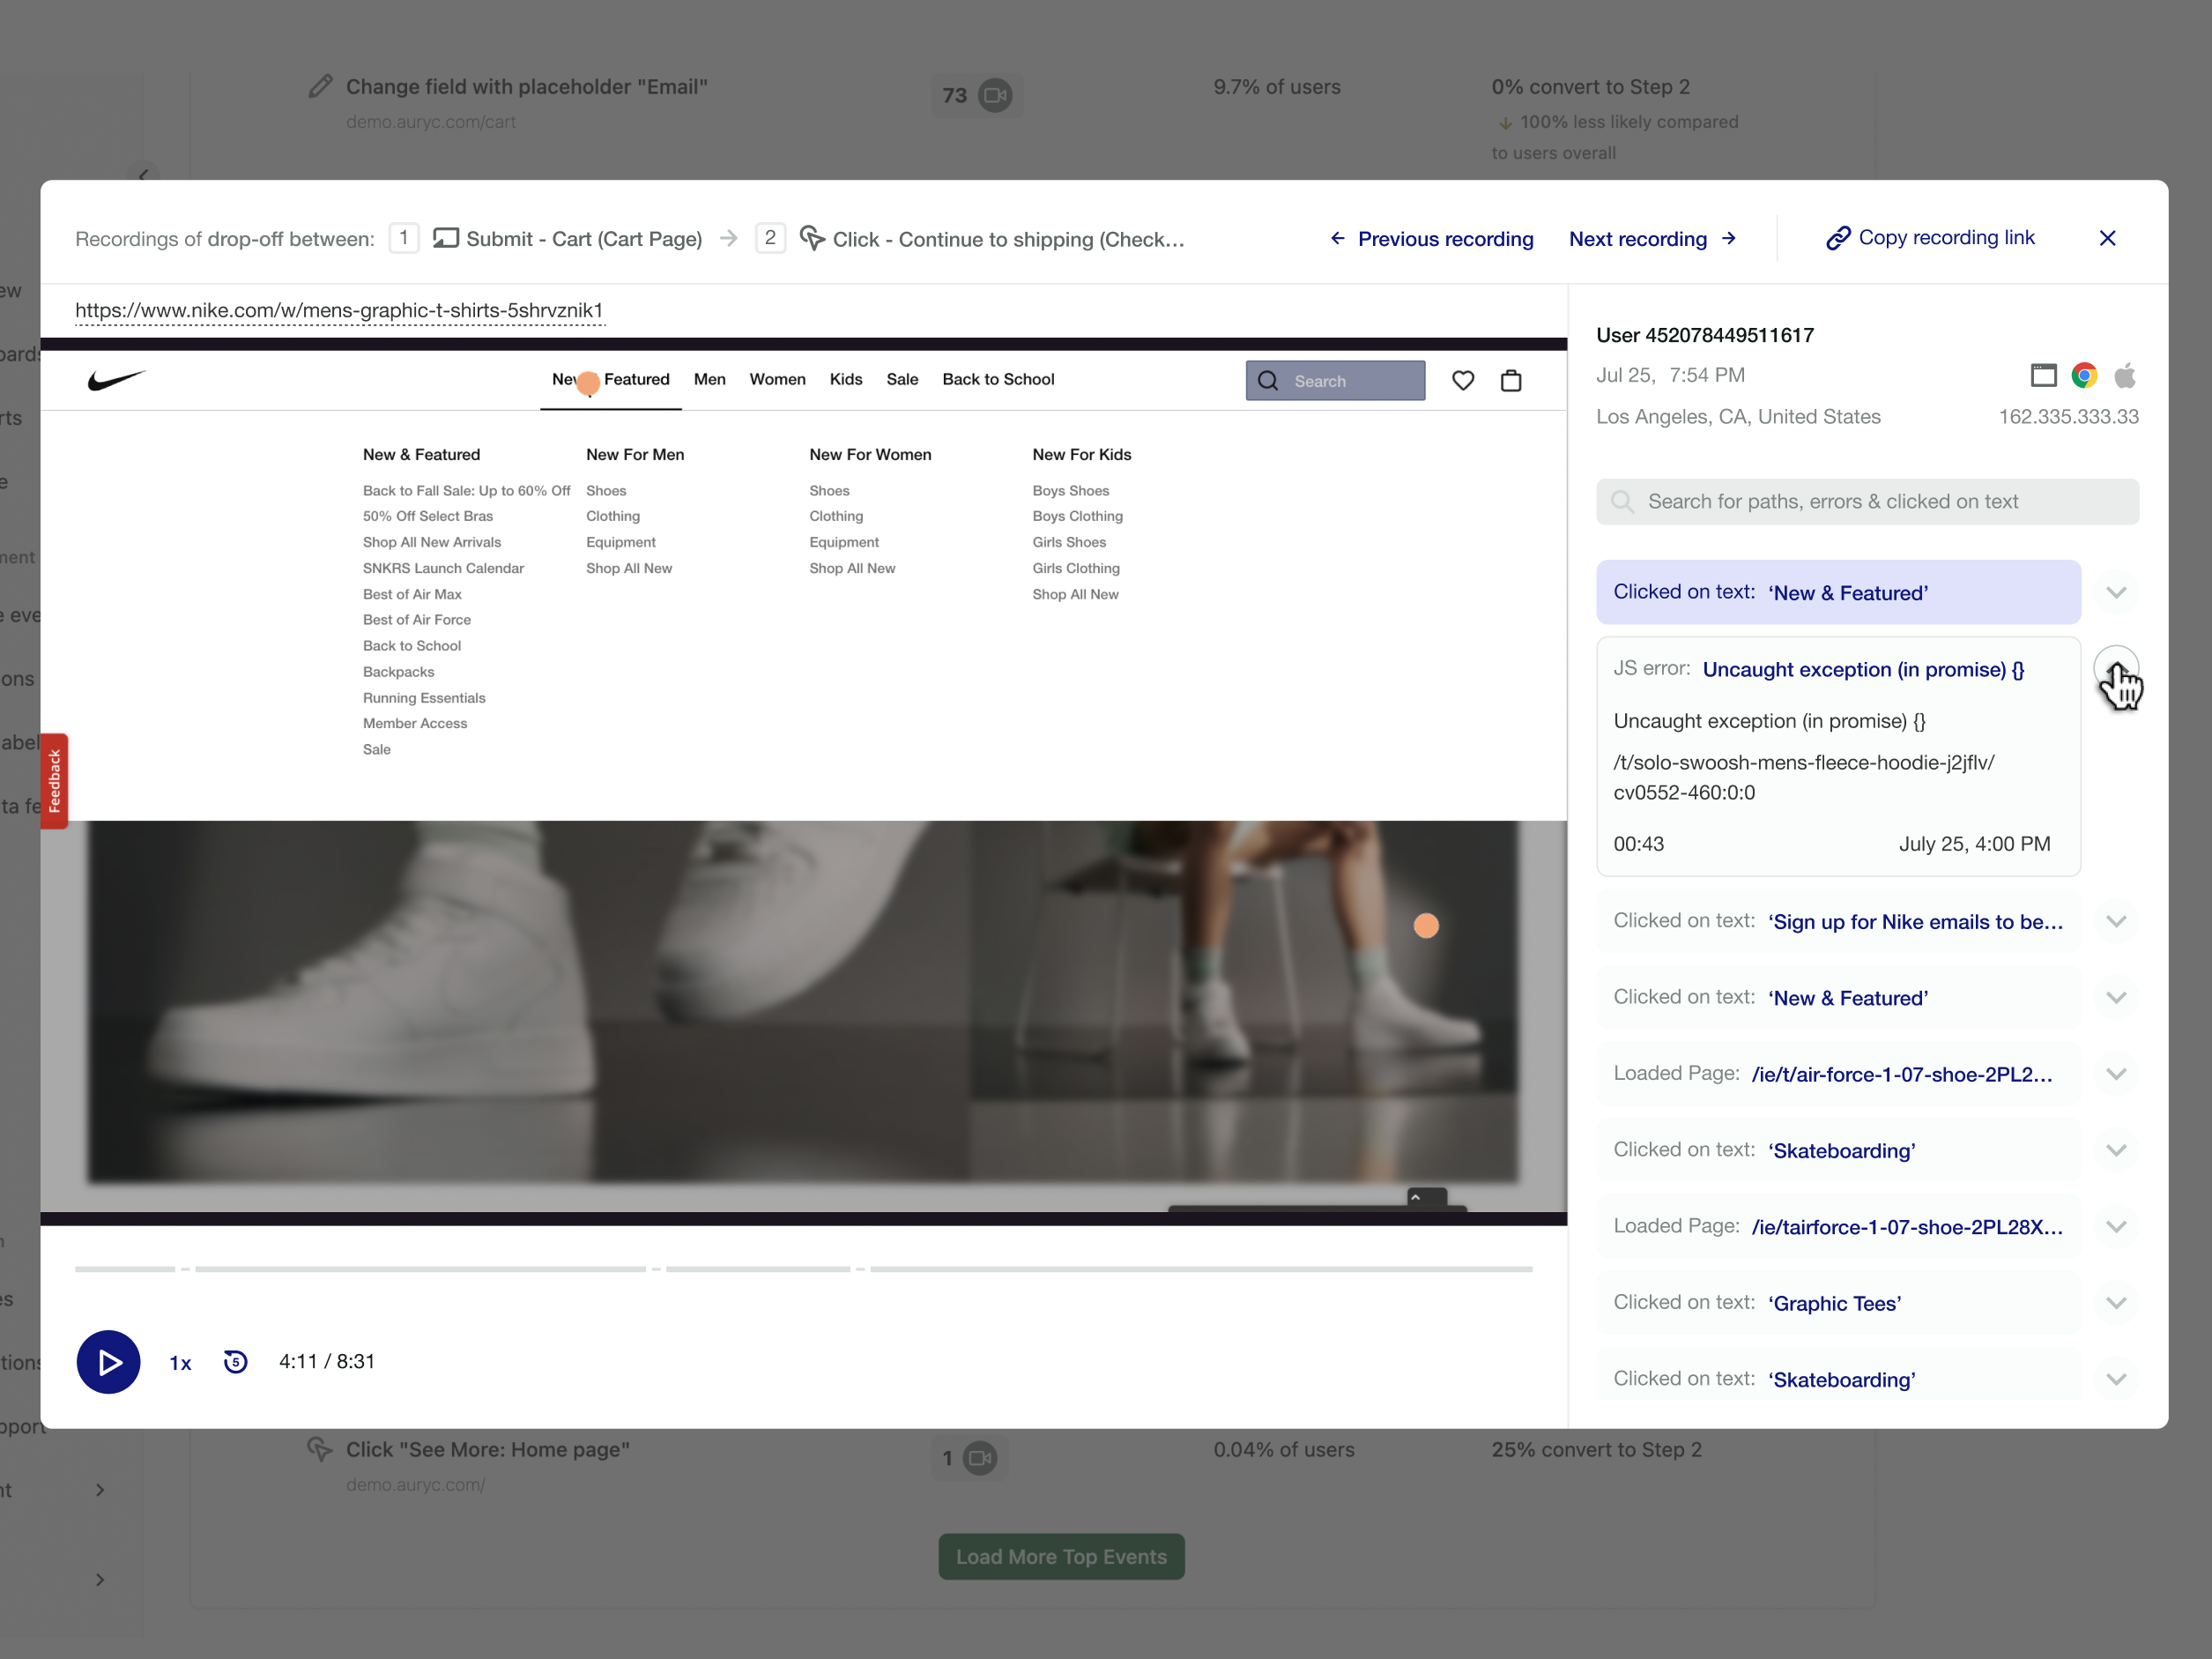 Change field with placeholder "Email"
demo.auryc.com/cart
73
9.7% of users
0% convert to Step 2
100% less likely compared
to users overall
Recordings of drop-off between: 1 Submit - Cart (Cart Page) 2 Click - Continue to shipping (Check...
Previous recording
Next recording
Copy recording link
https://www.nike.com/w/mens-graphic-t-shirts-5shrvznik1
Featured
Men
Women
Kids
Sale
Back to School
Search
New & Featured
Back to Fall Sale: Up to 60% Off
50% Off Select Bras
Shop All New Arrivals
SNKRS Launch Calendar
Best of Air Max
Best of Air Force
Back to School
Backpacks
Running Essentials
Member Access
Sale
New For Men
Shoes
Clothing
Equipment
Shop All New
New For Women
Shoes
Clothing
Equipment
Shop All New
New For Kids
Boys Shoes
Boys Clothing
Girls Shoes
Girls Clothing
Shop All New
Feedback
1x
5
4:11 / 8:31
User 452078449511617
Jul 25, 7:54 PM
Los Angeles, CA, United States
162.335.333.33
Search for paths, errors & clicked on text
Clicked on text: ‘New & Featured’
JS error: Uncaught exception (in promise) {}
Uncaught exception (in promise) {}
/t/solo-swoosh-mens-fleece-hoodie-j2jflv/
cv0552-460:0:0
00:43
July 25, 4:00 PM
Clicked on text: ‘Sign up for Nike emails to be...
Clicked on text: ‘New & Featured’
Loaded Page: /ie/t/air-force-1-07-shoe-2PL2...
Clicked on text: ‘Skateboarding’
Loaded Page: /ie/tairforce-1-07-shoe-2PL28X...
Clicked on text: ‘Graphic Tees’
Clicked on text: ‘Skateboarding’
Click "See More: Home page"
demo.auryc.com/
1
0.04% of users
25% convert to Step 2
Load More Top Events